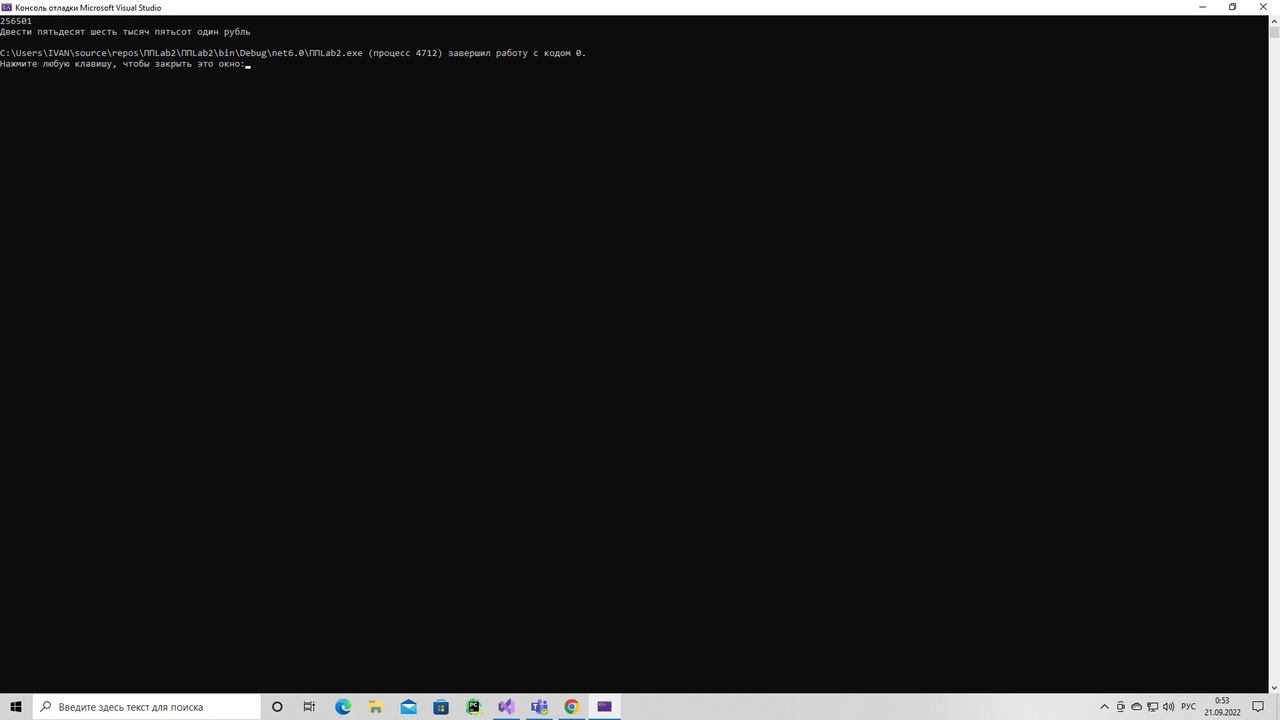 Консоль отладки Microsoft Visual Studio
256501
Двести пятьдесят шесть тысяч пятьсот один рубль
C:\Users\IVAN\source\repos\ППLab2\ППLab2\bin\Debug\net6.0\ППLab2.exe (процесс 4712) завершил работу с кодом 0.
Нажмите любую клавишу, чтобы закрыть это окно:
Введите здесь текст для поиска
РУС
0:53
21.09.2022